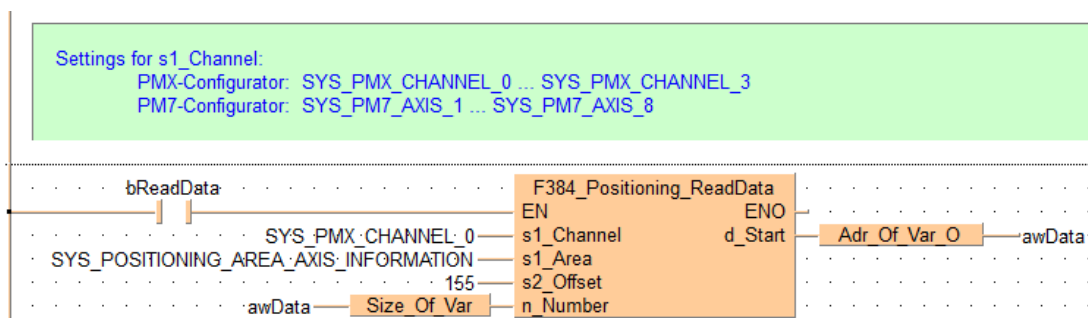 Settings for s1_Channel:
PMX-Configurator: SYS_PMX_CHANNEL_0 ... SYS_PMX_CHANNEL_3
PM7-Configurator: SYS_PM7_AXIS_1 ... SYS_PM7_AXIS_8
bReadData F384_Positioning_ReadData
EN ENO
SYS_PMX_CHANNEL_0 s1_Channel d_Start Adr_Of_Var_O awData
SYS_POSITIONING_AREA_AXIS_INFORMATION s1_Area
155 s2_Offset
awData Size_Of_Var n_Number